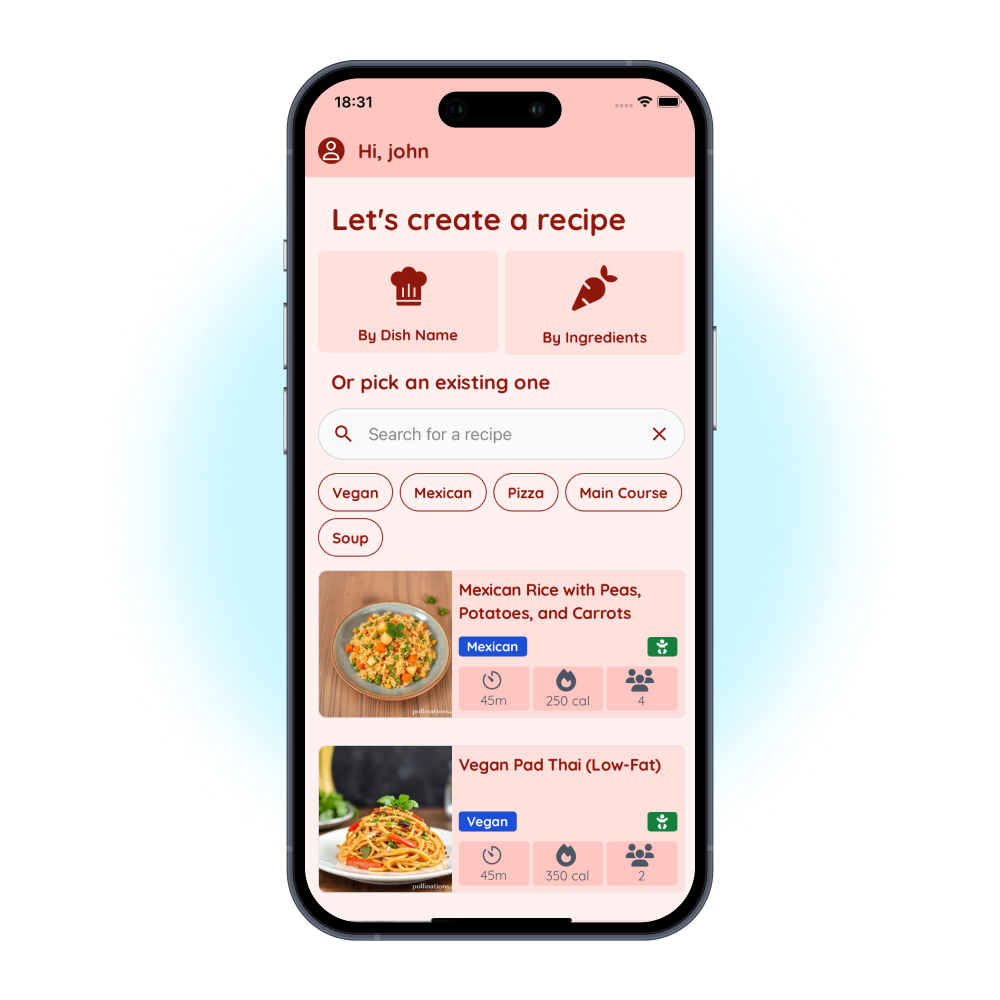 18:31
Hi, john
Let's create a recipe
By Dish Name
By Ingredients
Or pick an existing one
Search for a recipe
Vegan
Mexican
Pizza
Main Course
Soup
Mexican Rice with Peas,
Potatoes, and Carrots
Mexican
45m
250 cal
4
pollinations.
Vegan Pad Thai (Low-Fat)
Vegan
45m
350 cal
2
pollinations.